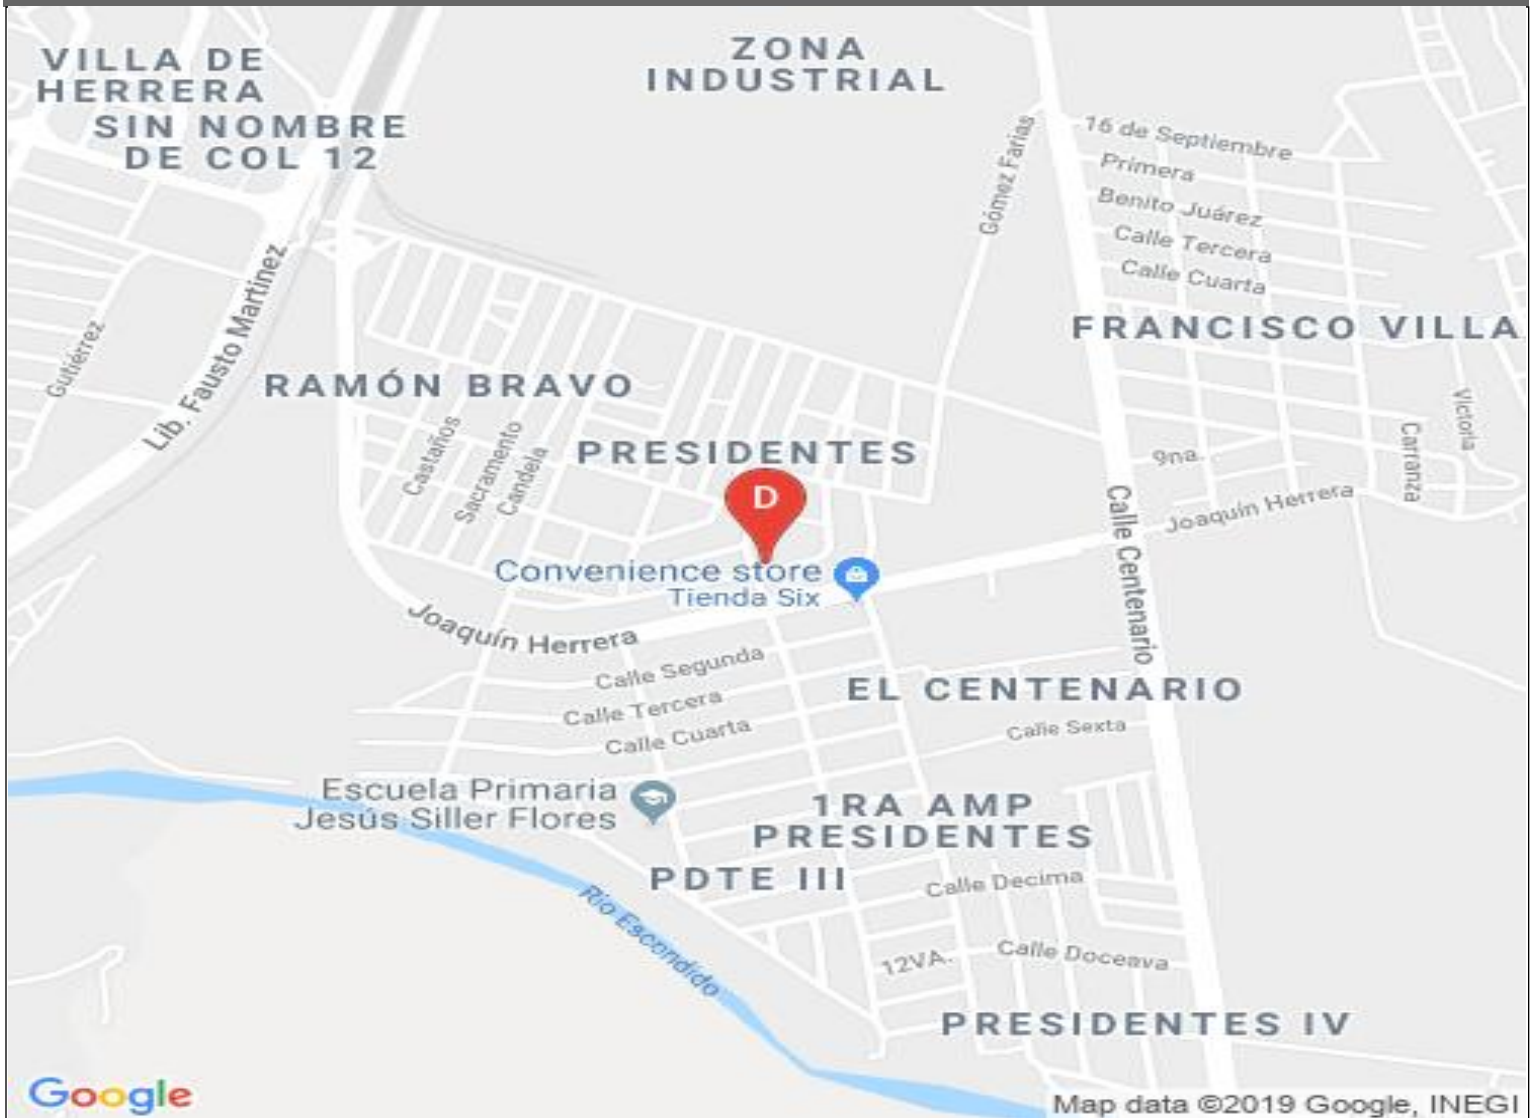 VILLA DE
HERRERA
SIN NOMBRE
DE COL 12
ZONA
INDUSTRIAL
Gómez Farias
16 de Septiembre
Primera
Benito Juárez
Calle Tercera
Calle Cuarta
FRANCISCO VILLA
Gutiérrez
Lib. Fausto Martínez
RAMÓN BRAVO
Castaños
Sacramento
Candela
PRESIDENTES
D
9na.
Carranza
Victoria
Joaquín Herrera
Calle Centenario
Convenience store
Tienda Six
Joaquín Herrera
Calle Segunda
Calle Tercera
Calle Cuarta
EL CENTENARIO
Calle Sexta
Escuela Primaria
Jesús Siller Flores
1RA AMP
PRESIDENTES
PDTE III
Calle Decima
Río Escondido
12VA.
Calle Doceava
PRESIDENTES IV
Google
Map data ©2019 Google, INEGI